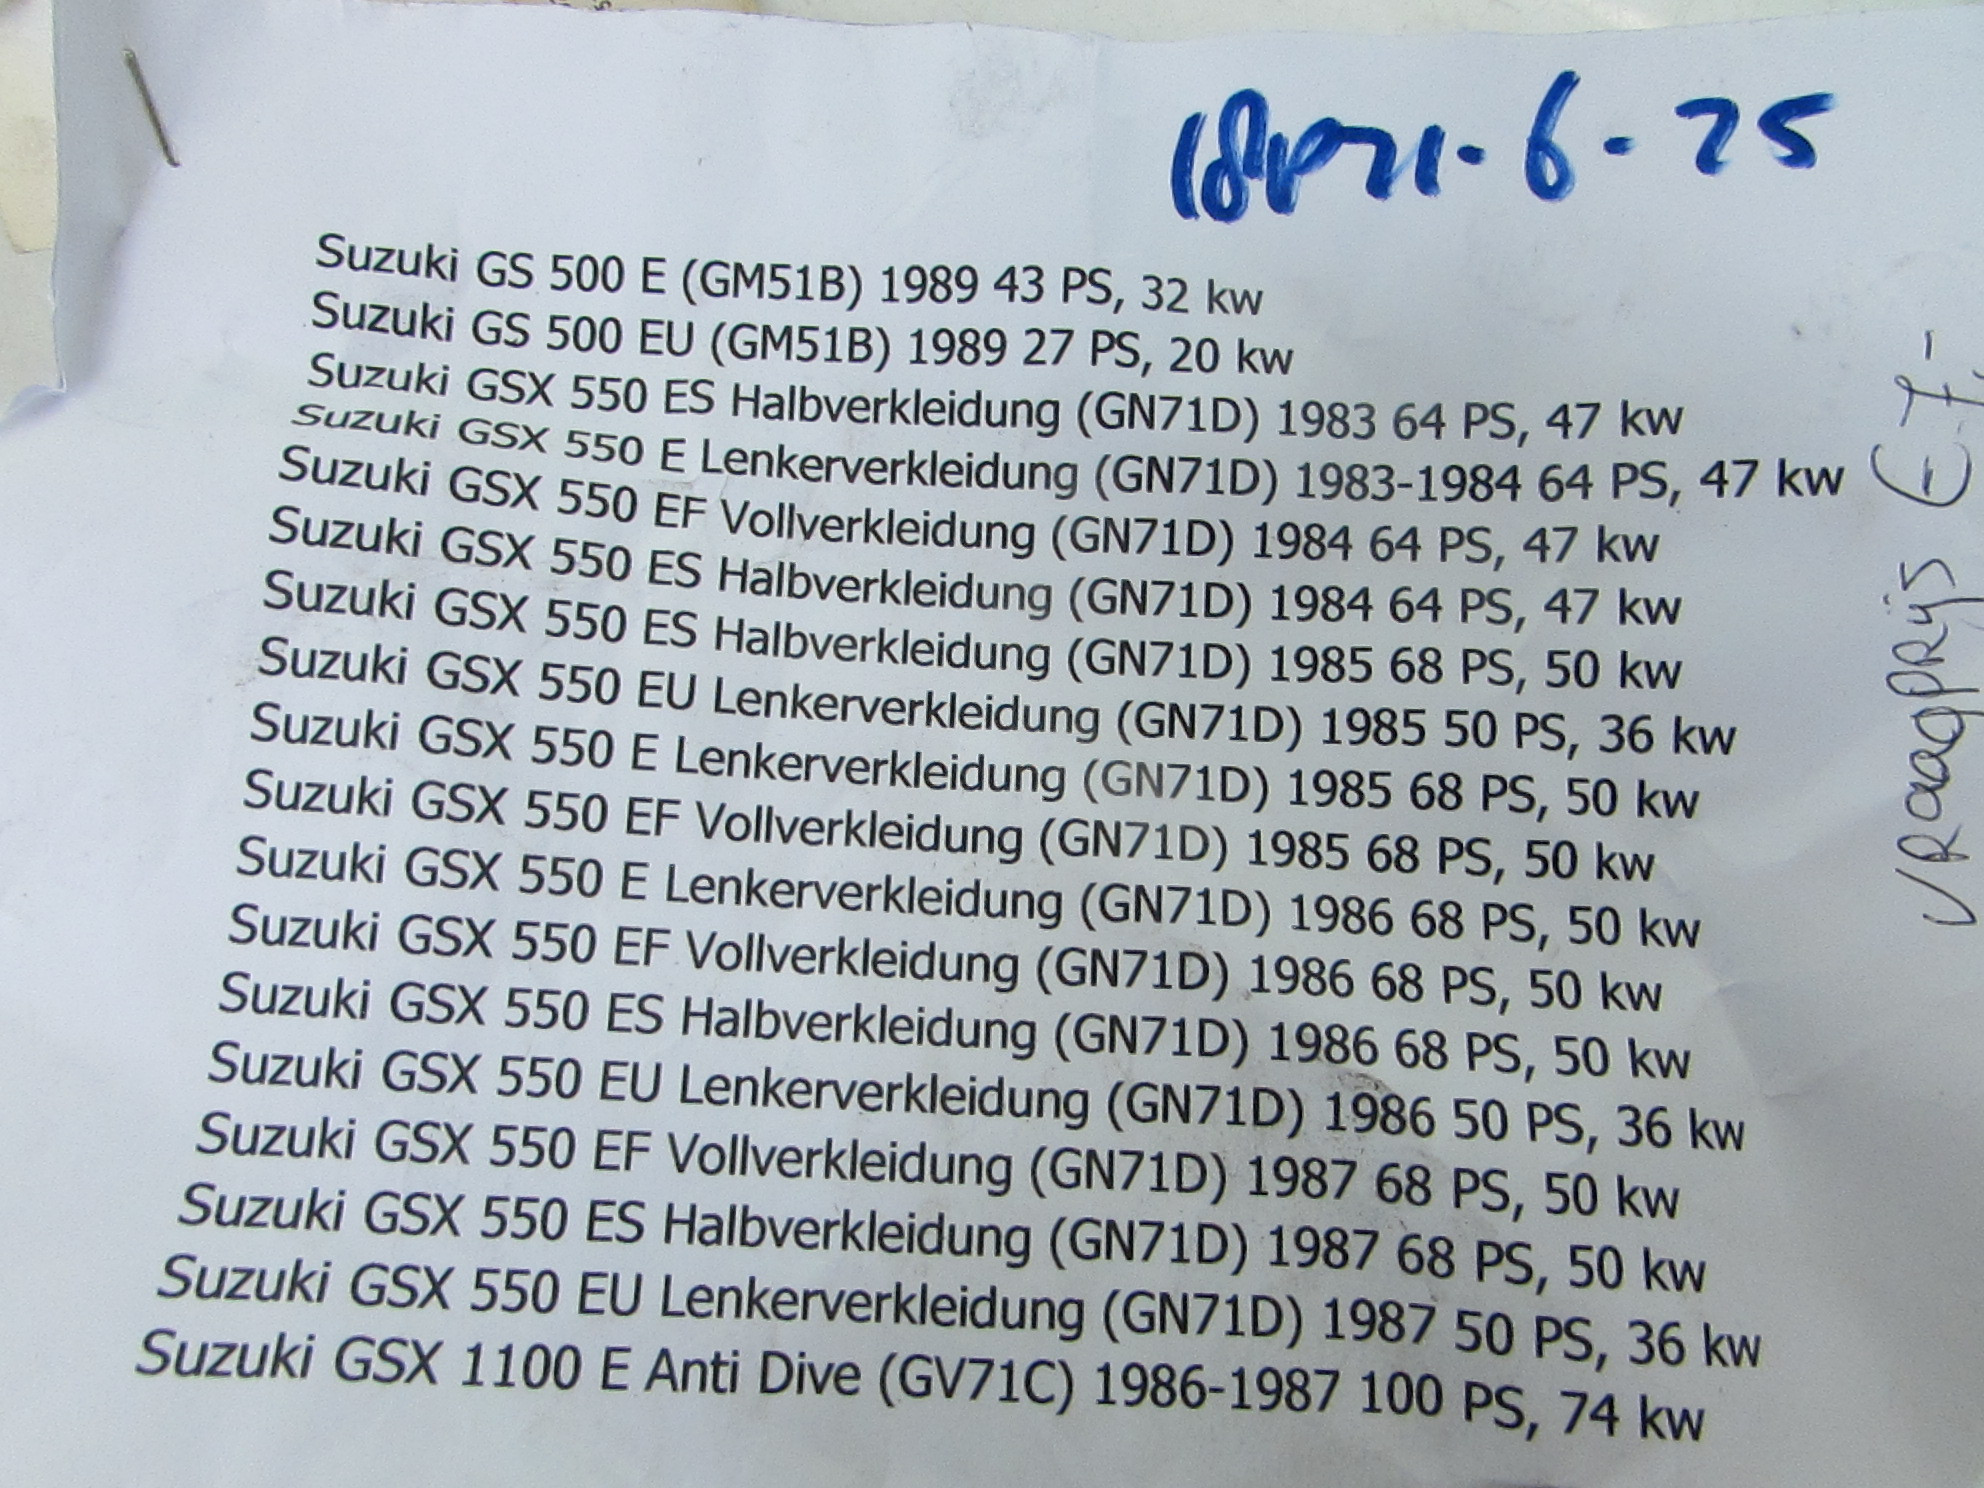 21-6-25
Suzuki GS 500 E (GM51B) 1989 43 PS, 32 kw
Suzuki GS 500 EU (GM51B) 1989 27 PS, 20 kw
Suzuki GSX 550 ES Halbverkleidung (GN71D) 1983 64 PS, 47 kw
Suzuki GSX 550 E Lenkerverkleidung (GN71D) 1983-1984 64 PS, 47 kw
Suzuki GSX 550 EF Vollverkleidung (GN71D) 1984 64 PS, 47 kw
Suzuki GSX 550 ES Halbverkleidung (GN71D) 1984 64 PS, 47 kw
Suzuki GSX 550 ES Halbverkleidung (GN71D) 1985 68 PS, 50 kw
Suzuki GSX 550 EU Lenkerverkleidung (GN71D) 1985 50 PS, 36 kw
Suzuki GSX 550 E Lenkerverkleidung (GN71D) 1985 68 PS, 50 kw
Suzuki GSX 550 EF Vollverkleidung (GN71D) 1985 68 PS, 50 kw
Suzuki GSX 550 E Lenkerverkleidung (GN71D) 1986 68 PS, 50 kw
Suzuki GSX 550 EF Vollverkleidung (GN71D) 1986 68 PS, 50 kw
Suzuki GSX 550 ES Halbverkleidung (GN71D) 1986 68 PS, 50 kw
Suzuki GSX 550 EU Lenkerverkleidung (GN71D) 1986 50 PS, 36 kw
Suzuki GSX 550 EF Vollverkleidung (GN71D) 1987 68 PS, 50 kw
Suzuki GSX 550 ES Halbverkleidung (GN71D) 1987 68 PS, 50 kw
Suzuki GSX 550 EU Lenkerverkleidung (GN71D) 1987 50 PS, 36 kw
Suzuki GSX 1100 E Anti Dive (GV71C) 1986-1987 100 PS, 74 kw
VRaagpRijs € 7,-